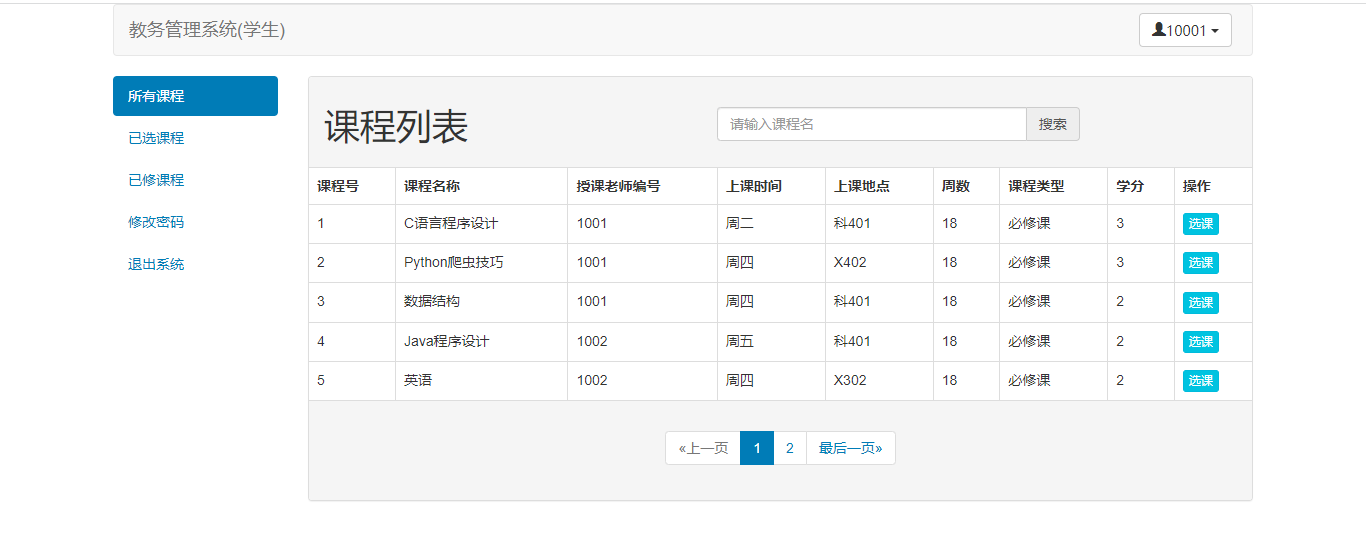 教务管理系统(学生)
10001
所有课程
已选课程
已修课程
修改密码
退出系统
课程列表
请输入课程名 搜索
课程号 课程名称 授课老师编号 上课时间 上课地点 周数 课程类型 学分 操作
1 C语言程序设计 1001 周二 科401 18 必修课 3 选课
2 Python爬虫技巧 1001 周四 X402 18 必修课 3 选课
3 数据结构 1001 周四 科401 18 必修课 2 选课
4 Java程序设计 1002 周五 科401 18 必修课 2 选课
5 英语 1002 周四 X302 18 必修课 2 选课
«上一页 1 2 最后一页»